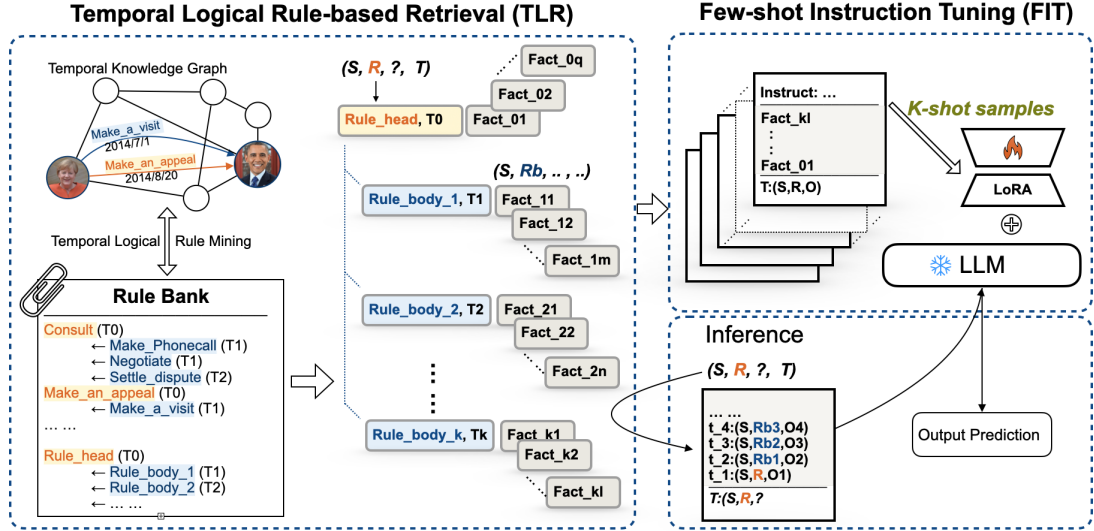 Temporal Logical Rule-based Retrieval (TLR)
Few-shot Instruction Tuning (FIT)
Temporal Knowledge Graph
Make_a_visit
2014/7/1
Make_an_appeal
2014/8/20
Temporal Logical Rule Mining
Rule Bank
Consult (T0)
← Make_Phonecall (T1)
← Negotiate (T1)
← Settle_dispute (T2)
Make_an_appeal (T0)
← Make_a_visit (T1)
... ...
Rule_head (T0)
← Rule_body_1 (T1)
← Rule_body_2 (T2)
← ... ...
(S, R, ?, T)
Rule_head, T0
Fact_01
Fact_02
Fact_0q
(S, Rb, .. , ..)
Rule_body_1, T1
Fact_11
Fact_12
Fact_1m
Rule_body_2, T2
Fact_21
Fact_22
Fact_2n
Rule_body_k, Tk
Fact_k1
Fact_k2
Fact_kl
Instruct: ...
Fact_kl
Fact_01
T:(S,R,O)
K-shot samples
LoRA
LLM
Inference
(S, R, ?, T)
... ...
t_4:(S,Rb3,O4)
t_3:(S,Rb2,O3)
t_2:(S,Rb1,O2)
t_1:(S,R,O1)
T:(S,R,?
Output Prediction